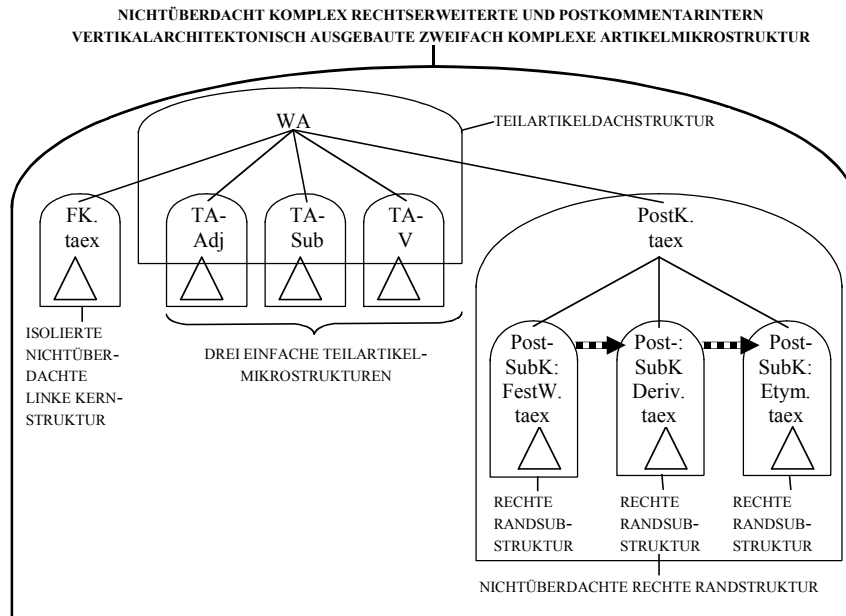 NICHTÜBERDACHT KOMPLEX RECHTSERWEITERTE UND POSTKOMMENTARINTERN
VERTIKALARCHITEKTONISCH AUSGEBAUTE ZWEIFACH KOMPLEXE ARTIKELMIKROSTRUKTUR
WA
TEILARTIKELDACHSTRUKTUR
FK.
taex
TA-
Adj
TA-
Sub
TA-
V
PostK.
taex
ISOLIERTE
NICHTÜBER-
DACHTE
LINKE KERN-
STRUKTUR
DREI EINFACHE TEILARTIKEL-
MIKROSTRUKTUREN
Post-
SubK:
FestW.
taex
Post-:
SubK
Deriv.
taex
Post-
SubK:
Etym.
taex
RECHTE
RANDSUB-
STRUKTUR
RECHTE
RANDSUB-
STRUKTUR
RECHTE
RANDSUB-
STRUKTUR
NICHTÜBERDACHTE RECHTE RANDSTRUKTUR